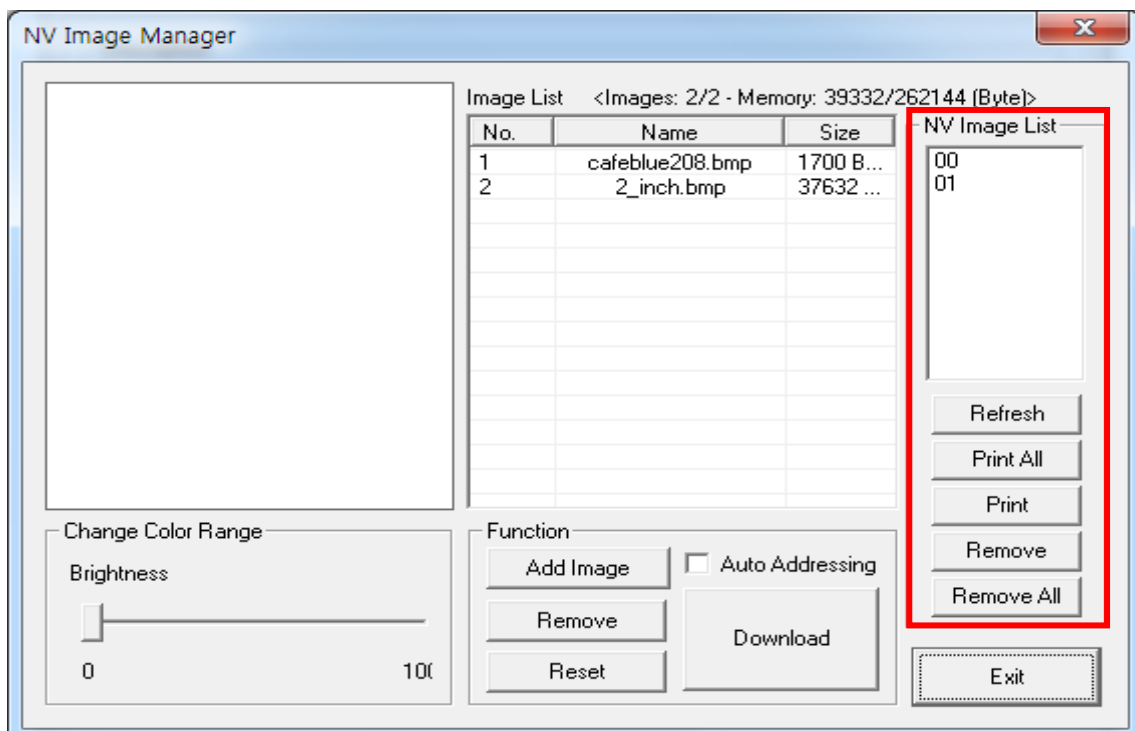 NV Image Manager
Image List <Images: 2/2 - Memory: 39332/262144 (Byte)>
No. Name Size
1 cafeblue208.bmp 1700 B...
2 2_inch.bmp 37632 ...
NV Image List
00
01
Refresh
Print All
Print
Remove
Remove All
Change Color Range
Brightness
0 100
Function
Add Image
Auto Addressing
Remove
Download
Reset
Exit